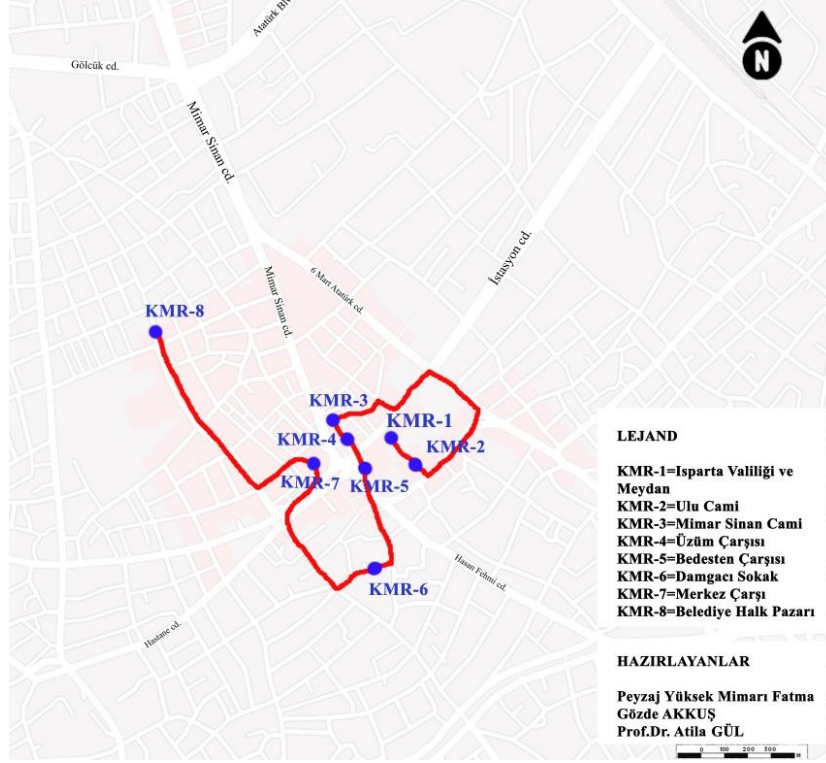 Atatürk Blv
Gölcük cd.
N
Mimar Sinan cd.
İstasyon cd.
Mimar Sinan cd.
6 Mart Atatürk cd.
KMR-8
KMR-3
KMR-1
KMR-4
KMR-2
KMR-7
KMR-5
KMR-6
Hasan Fehmi cd.
Hastane cd.
LEJAND
KMR-1=Isparta Valiliği ve
Meydan
KMR-2=Ulu Cami
KMR-3=Mimar Sinan Cami
KMR-4=Üzüm Çarşısı
KMR-5=Bedesten Çarşısı
KMR-6=Damgacı Sokak
KMR-7=Merkez Çarşı
KMR-8=Belediye Halk Pazarı
HAZIRLAYANLAR
Peyzaj Yüksek Mimarı Fatma
Gözde AKKUŞ
Prof.Dr. Atila GÜL
0 100 200 300
M